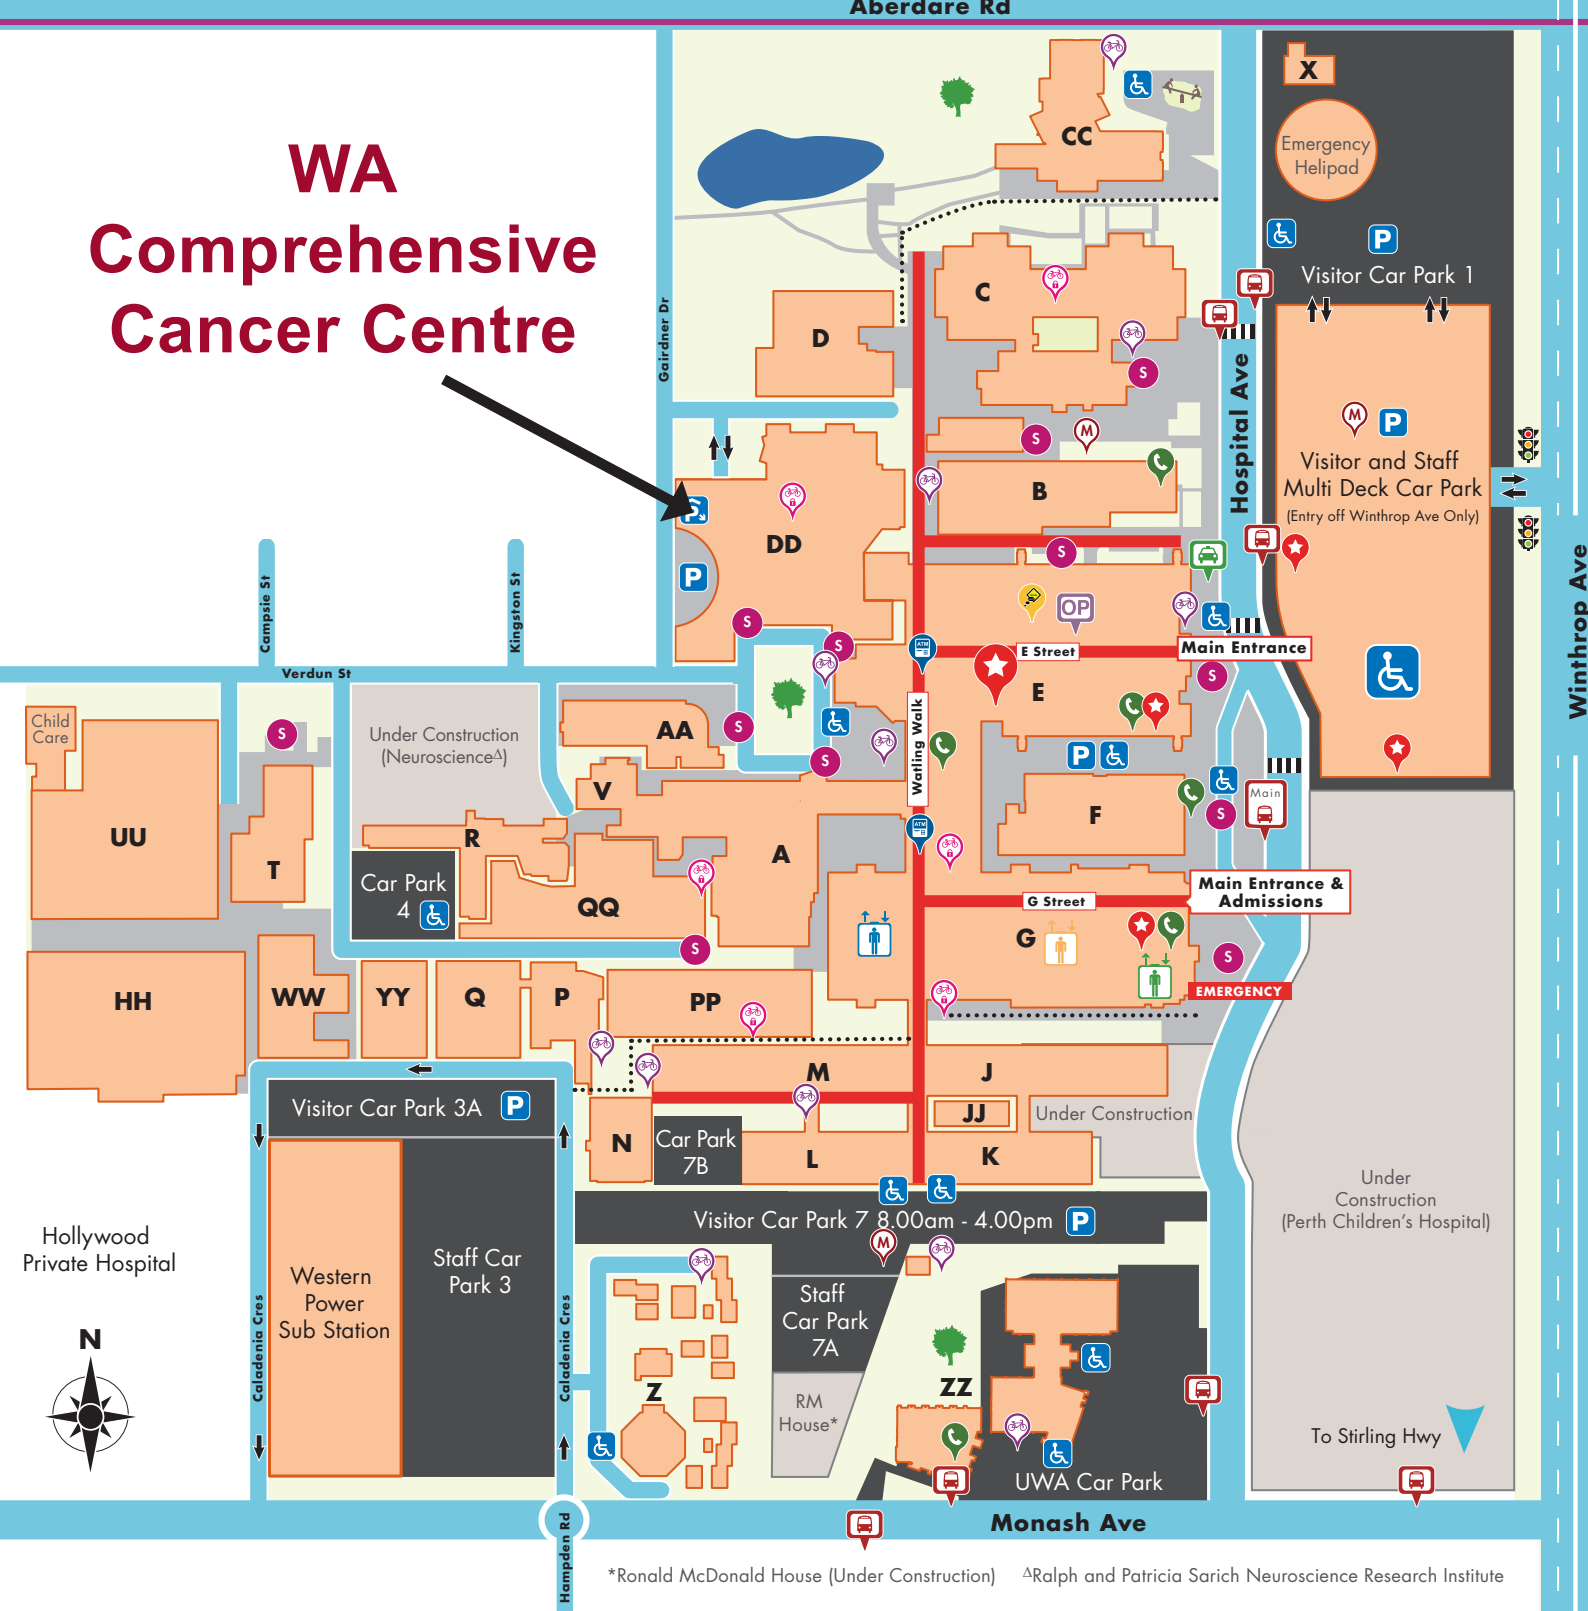 Aberdare Rd
WA
Comprehensive
Cancer Centre
X
Emergency
Helipad
CC
P
Visitor Car Park 1
C
Gairdner Dr
D
Hospital Ave
S
M
S
M
P
Visitor and Staff
Multi Deck Car Park
(Entry off Winthrop Ave Only)
B
P
DD
P
S
OP
Campsie St
Kingston St
Winthrop Ave
S
S
ATM
E Street
Main Entrance
Verdun St
S
E
Child
Care
S
Under Construction
(NeuroscienceΔ)
AA
S
S
Watling Walk
P
V
Main
UU
R
T
A
ATM
F
S
Car Park
4
QQ
G Street
Main Entrance &
Admissions
S
G
S
EMERGENCY
HH
WW
YY
Q
P
PP
M
J
Visitor Car Park 3A
P
JJ
Under Construction
N
Car Park
7B
L
K
Visitor Car Park 7 8.00am - 4.00pm
P
Under
Construction
(Perth Children's Hospital)
Hollywood
Private Hospital
Western
Power
Sub Station
Staff Car
Park 3
M
Staff
Car Park
7A
Caladenia Cres
Caladenia Cres
N
Z
RM
House*
ZZ
To Stirling Hwy
UWA Car Park
Monash Ave
Hampden Rd
*Ronald McDonald House (Under Construction)
ΔRalph and Patricia Sarich Neuroscience Research Institute